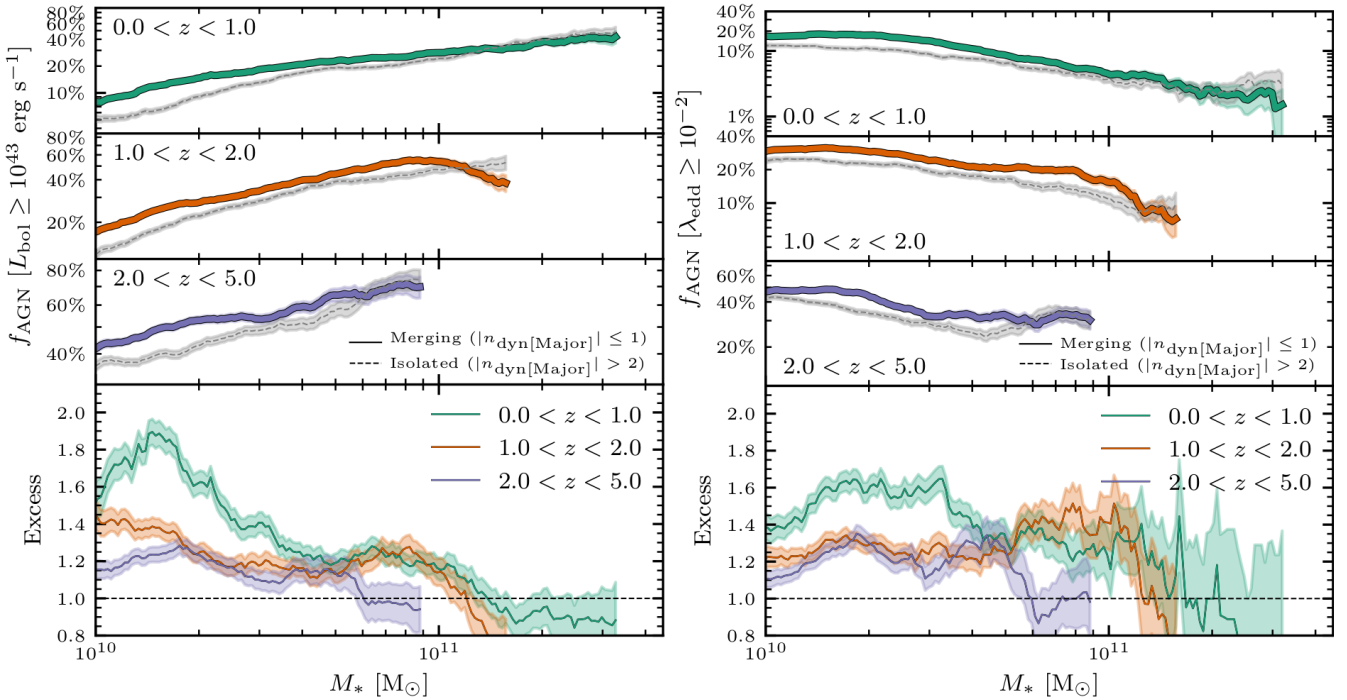 f_AGN [L_bol ≥ 10^43 erg s^−1]
80%
60%
40%
20%
10%
0.0 < z < 1.0
80%
60%
40%
20%
1.0 < z < 2.0
80%
60%
40%
2.0 < z < 5.0
Merging (|n_dyn[Major]| ≤ 1)
Isolated (|n_dyn[Major]| > 2)
Excess
2.0
1.8
1.6
1.4
1.2
1.0
0.8
0.0 < z < 1.0
1.0 < z < 2.0
2.0 < z < 5.0
10^10
10^11
M_* [M_⊙]
f_AGN [λ_edd ≥ 10^−2]
40%
20%
10%
1%
0.0 < z < 1.0
40%
20%
10%
1.0 < z < 2.0
60%
40%
20%
2.0 < z < 5.0
Merging (|n_dyn[Major]| ≤ 1)
Isolated (|n_dyn[Major]| > 2)
Excess
2.0
1.8
1.6
1.4
1.2
1.0
0.8
0.0 < z < 1.0
1.0 < z < 2.0
2.0 < z < 5.0
10^10
10^11
M_* [M_⊙]